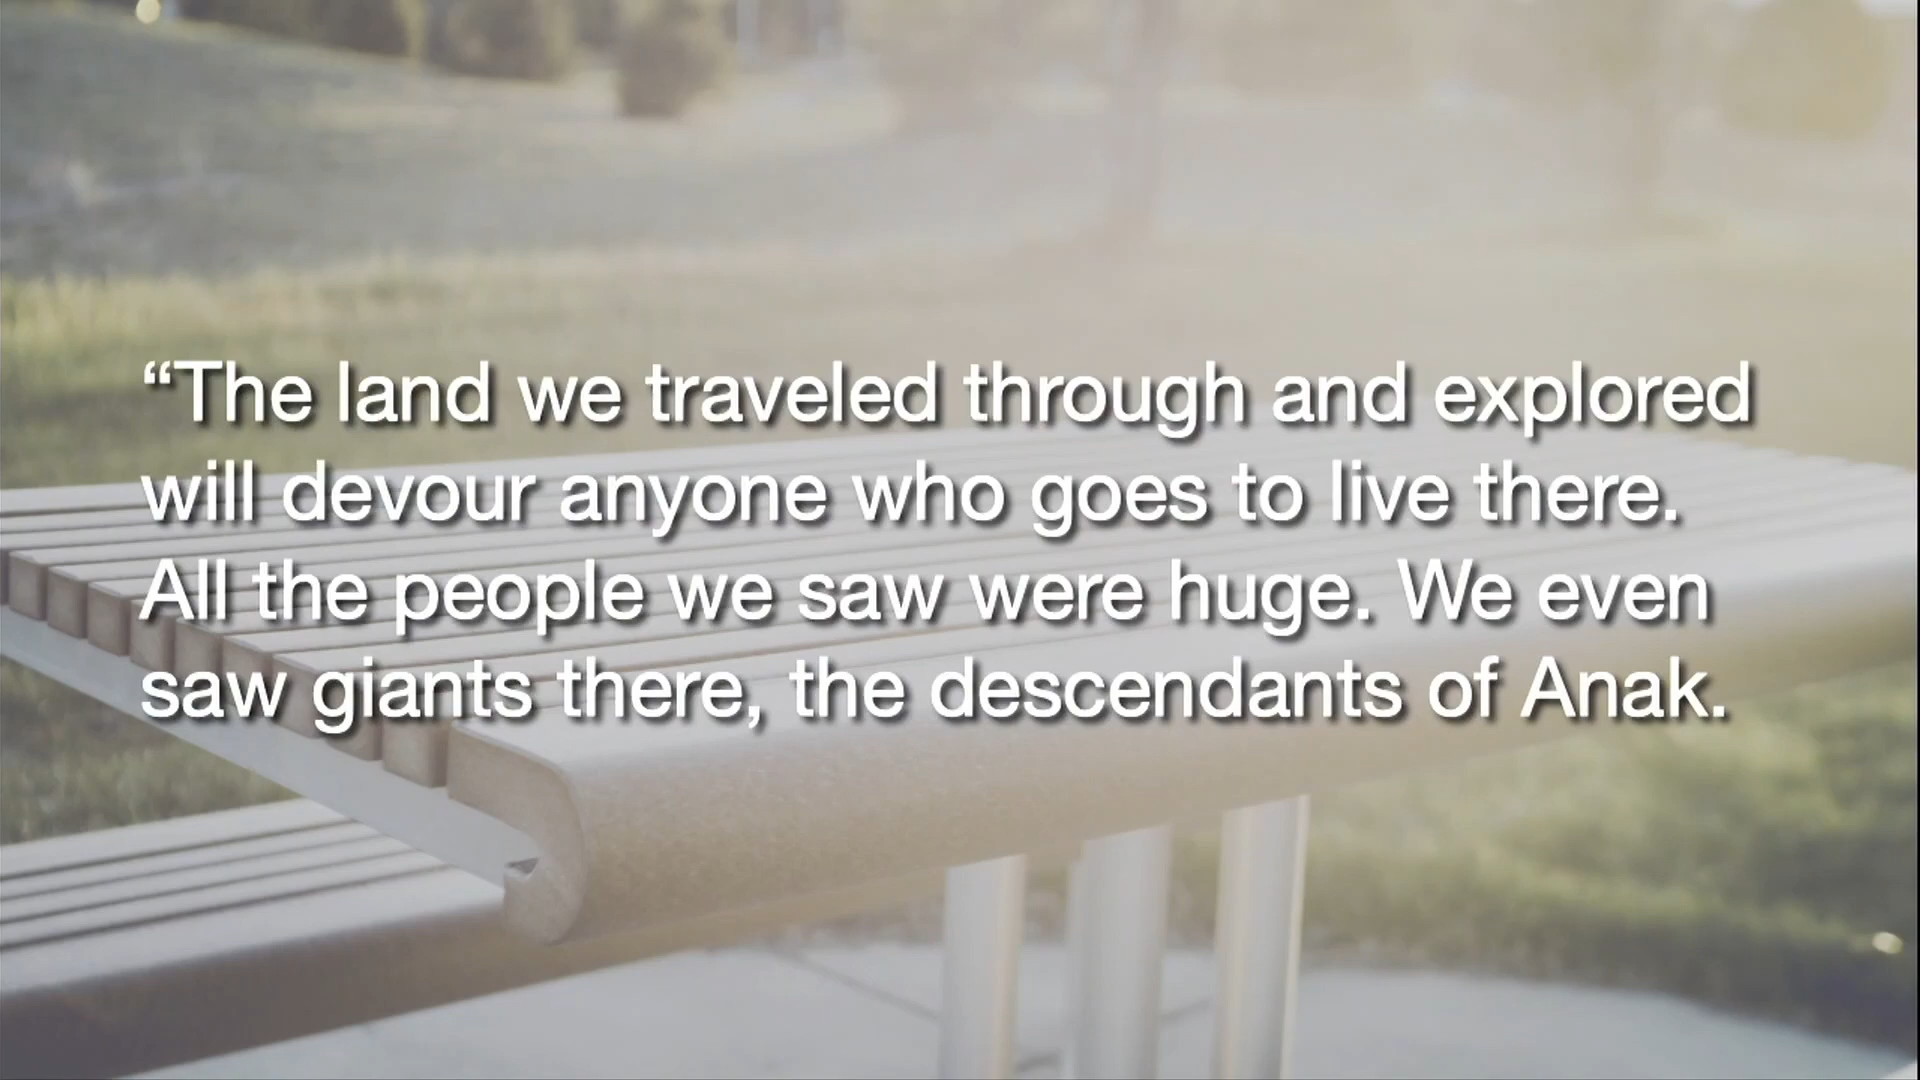 “The land we traveled through and explored
will devour anyone who goes to live there.
All the people we saw were huge. We even
saw giants there, the descendants of Anak.